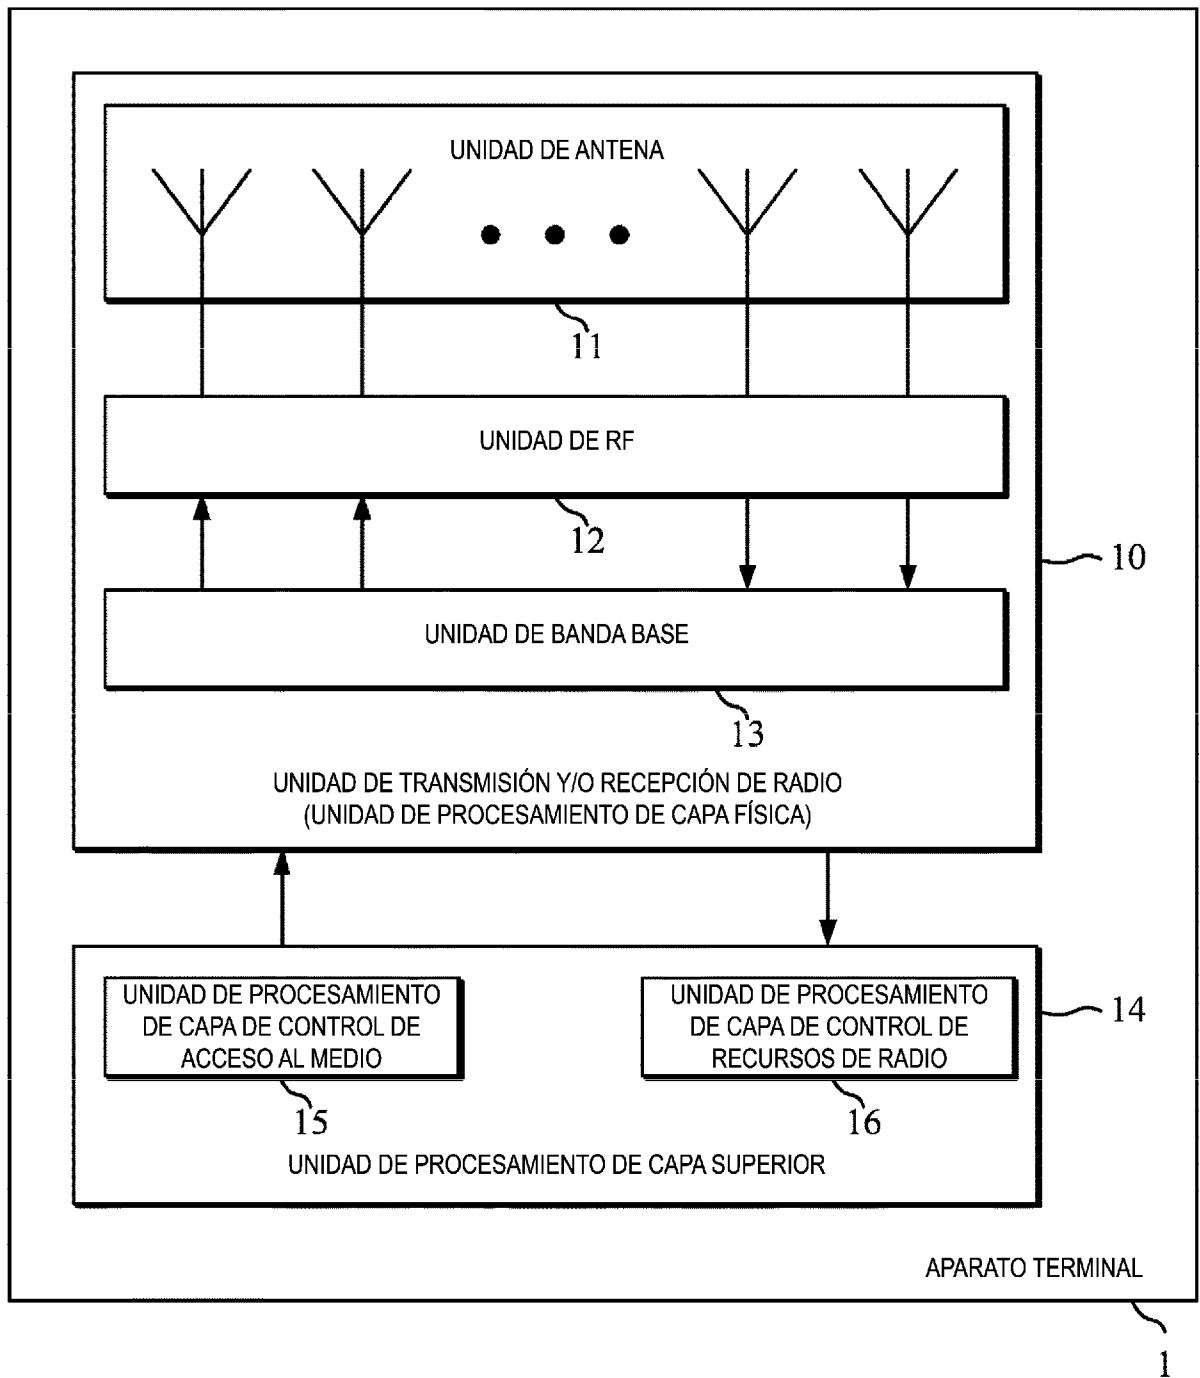 UNIDAD DE ANTENA
11
UNIDAD DE RF
12
10
UNIDAD DE BANDA BASE
13
UNIDAD DE TRANSMISIÓN Y/O RECEPCIÓN DE RADIO
(UNIDAD DE PROCESAMIENTO DE CAPA FÍSICA)
UNIDAD DE PROCESAMIENTO
DE CAPA DE CONTROL DE
ACCESO AL MEDIO
15
UNIDAD DE PROCESAMIENTO
DE CAPA DE CONTROL DE
RECURSOS DE RADIO
16
14
UNIDAD DE PROCESAMIENTO DE CAPA SUPERIOR
APARATO TERMINAL
1